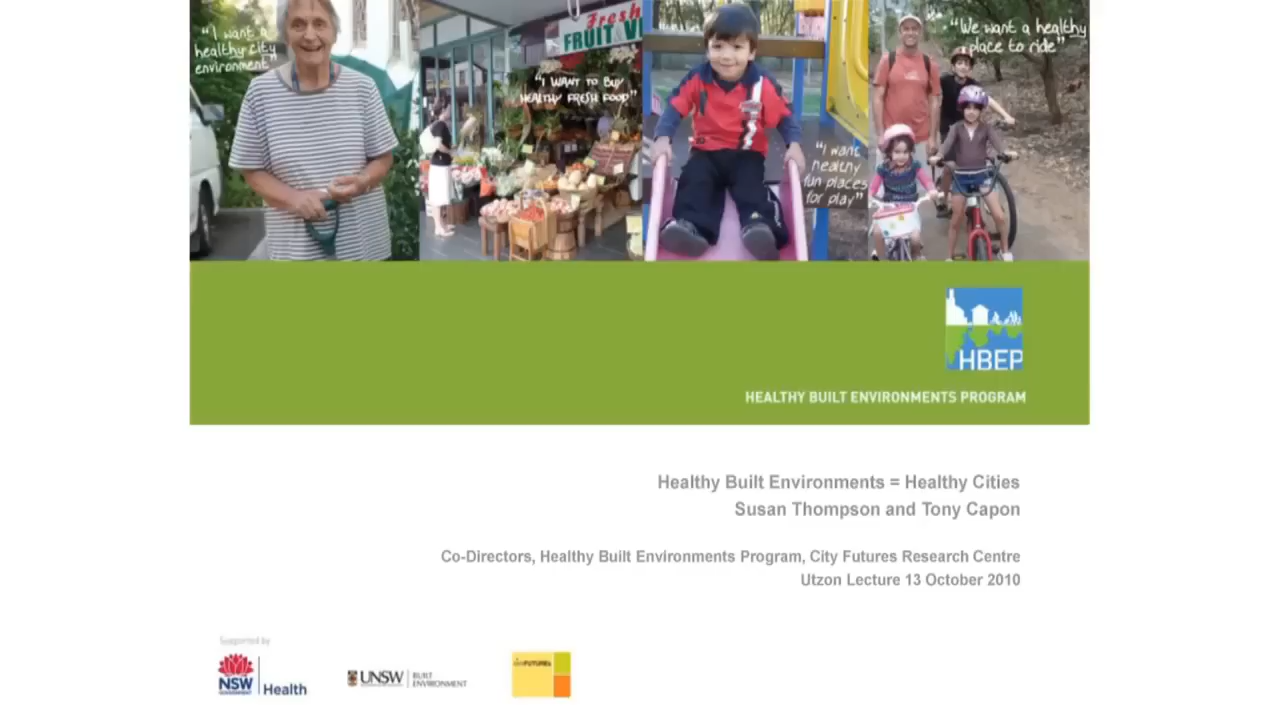 "I want a
healthy city
environment"
Fresh
FRUIT & V
"I WANT TO BUY
HEALTHY FRESH FOOD"
"I want
healthy
fun places
for play"
"We want a healthy
place to ride"
HBEP
HEALTHY BUILT ENVIRONMENTS PROGRAM
Healthy Built Environments = Healthy Cities
Susan Thompson and Tony Capon
Co-Directors, Healthy Built Environments Program, City Futures Research Centre
Utzon Lecture 13 October 2010
Supported by
NSW
GOVERNMENT
Health
UNSW
BUILT
ENVIRONMENT